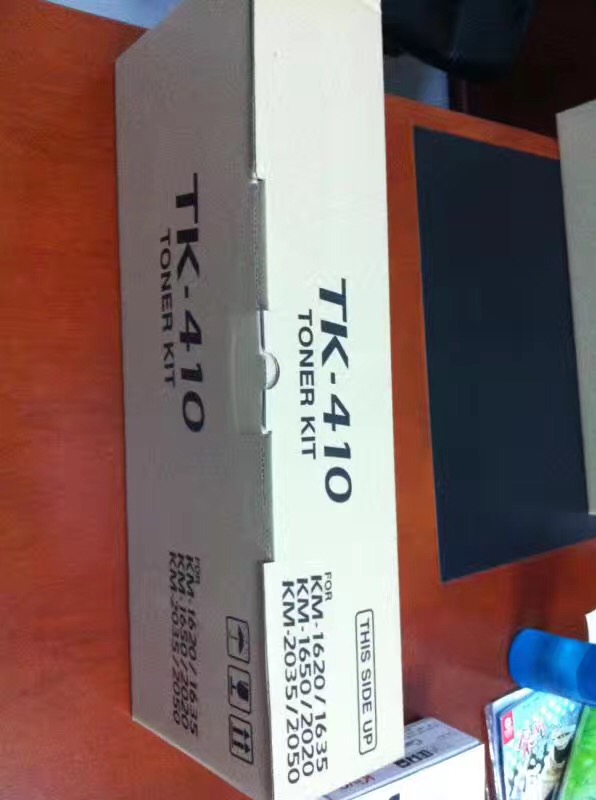 TK-410
TONER KIT
FOR
KM-1620/1635
KM-1650/2020
KM-2035/2050
TK-410
TONER KIT
FOR
KM-1620/1635
KM-1650/2020
KM-2035/2050
THIS SIDE UP